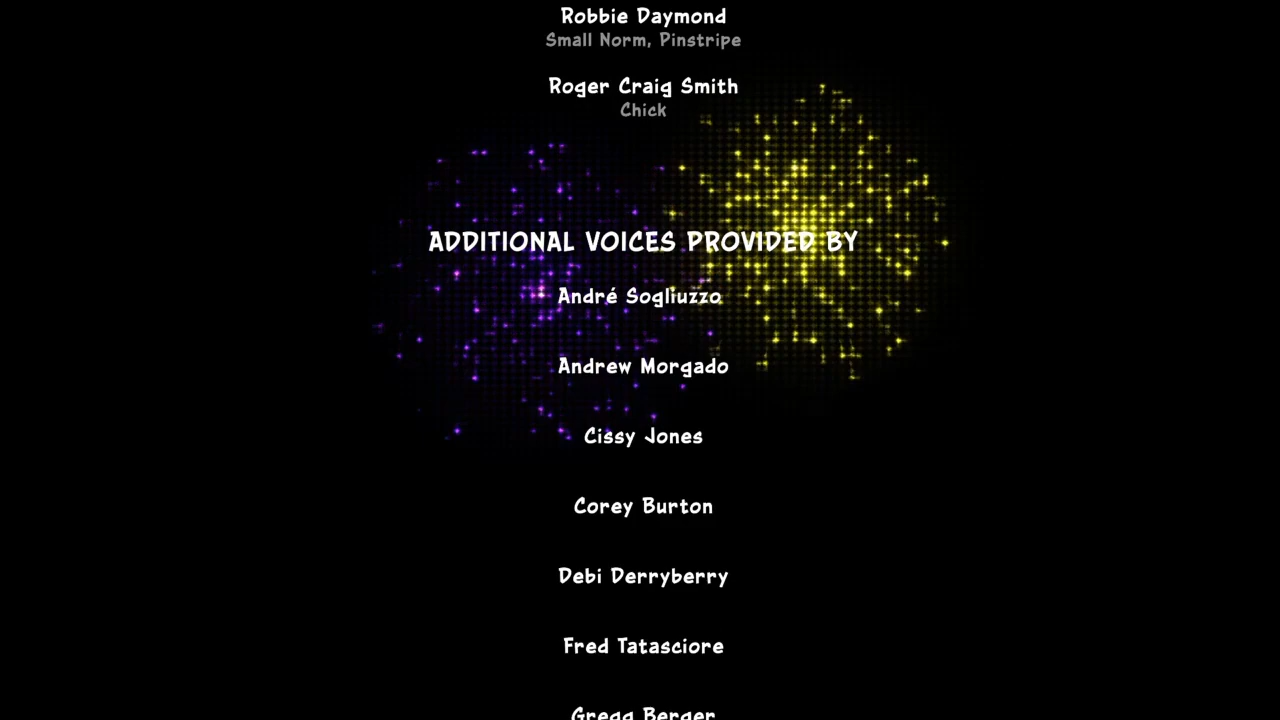 Robbie Daymond
Small Norm, Pinstripe
Roger Craig Smith
Chick
ADDITIONAL VOICES PROVIDED BY
André Sogliuzzo
Andrew Morgado
Cissy Jones
Corey Burton
Debi Derryberry
Fred Tatasciore
Gregg Berger